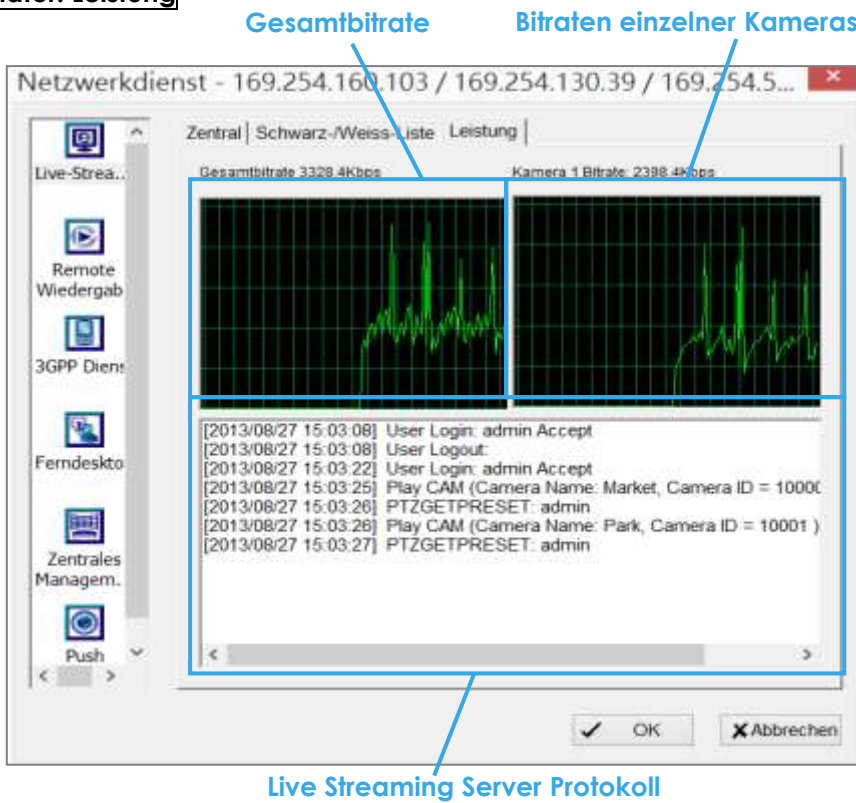 Leistung
Gesamtbitrate
Bitraten einzelner Kameras
Netzwerkdienst - 169.254.160.103 / 169.254.130.39 / 169.254.5...
Zentral
Schwarz-/Weiss-Liste
Leistung
Live-Strea..
Gesamtbitrate 3328.4Kbps
Kamera 1 Bitrate: 2398.4Kbps
Remote
Wiedergab
3GPP Diens
Ferndeskto
Zentrales
Managem.
Push
[2013/08/27 15:03:08] User Login: admin Accept
[2013/08/27 15:03:08] User Logout:
[2013/08/27 15:03:22] User Login: admin Accept
[2013/08/27 15:03:25] Play CAM (Camera Name: Market, Camera ID = 10000
[2013/08/27 15:03:26] PTZGETPRESET: admin
[2013/08/27 15:03:26] Play CAM (Camera Name: Park, Camera ID = 10001 )
[2013/08/27 15:03:27] PTZGETPRESET: admin
OK
Abbrechen
Live Streaming Server Protokoll